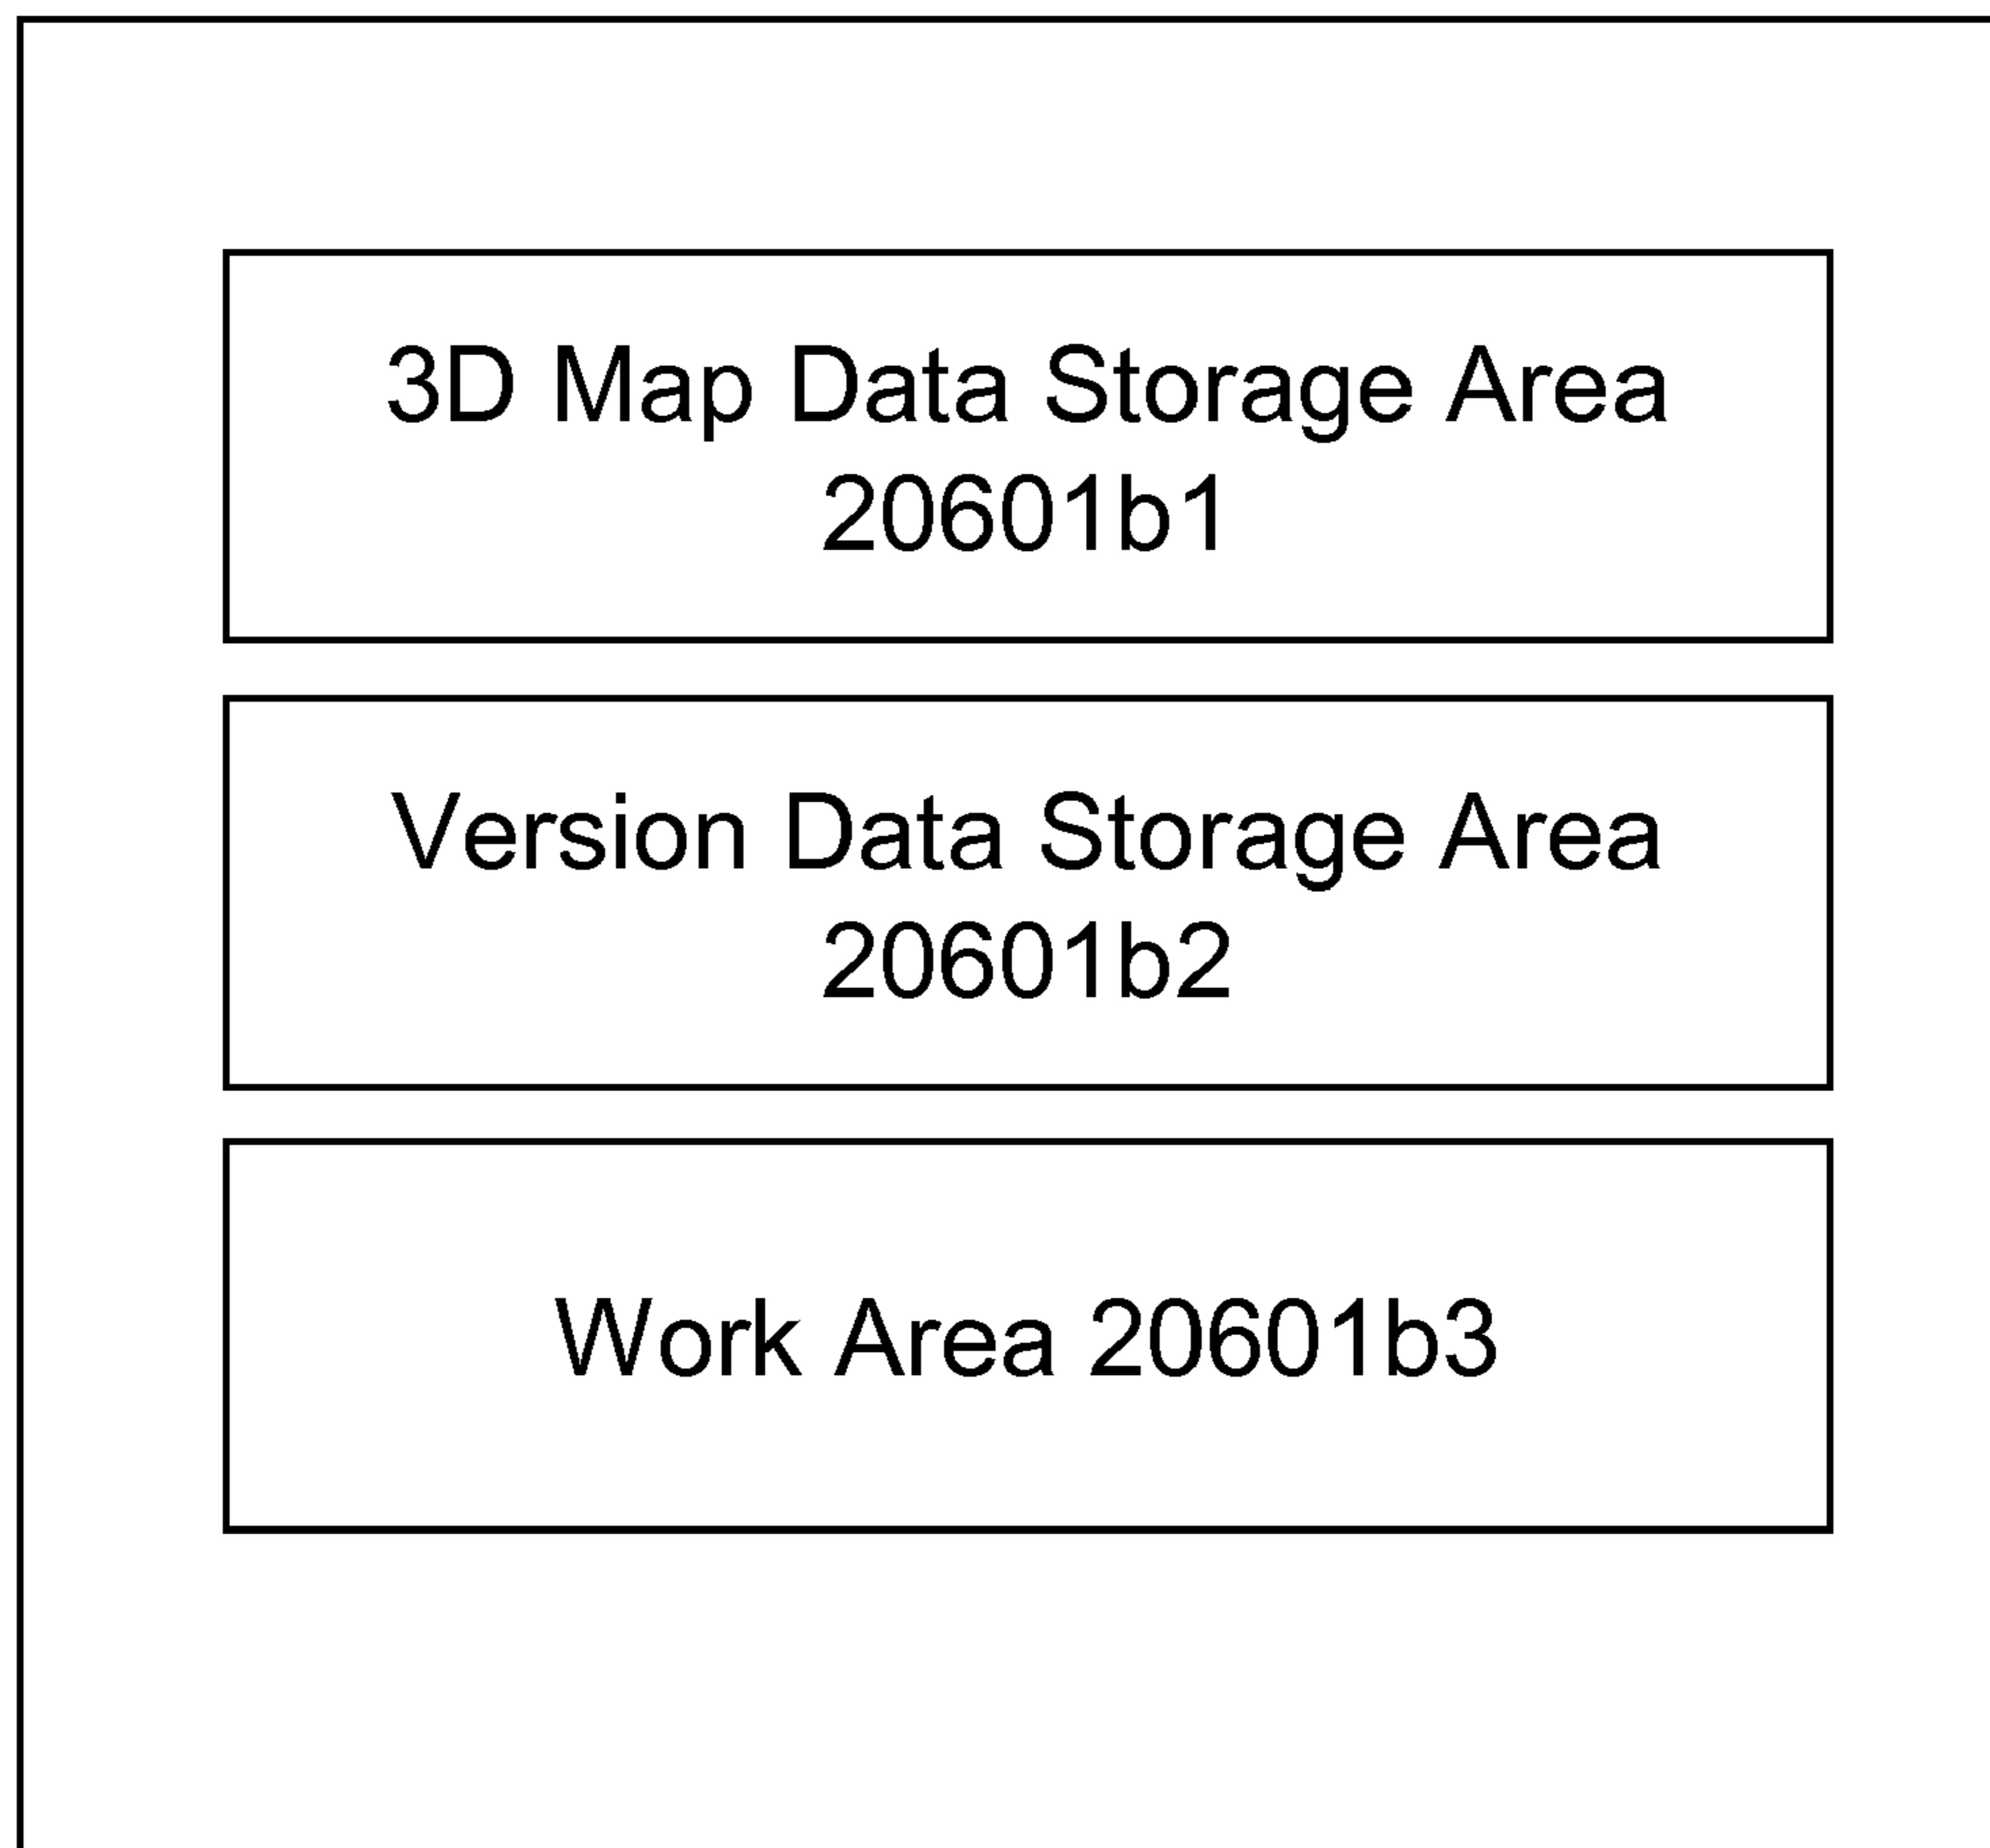 3D Map Data Storage Area
20601b1
Version Data Storage Area
20601b2
Work Area 20601b3